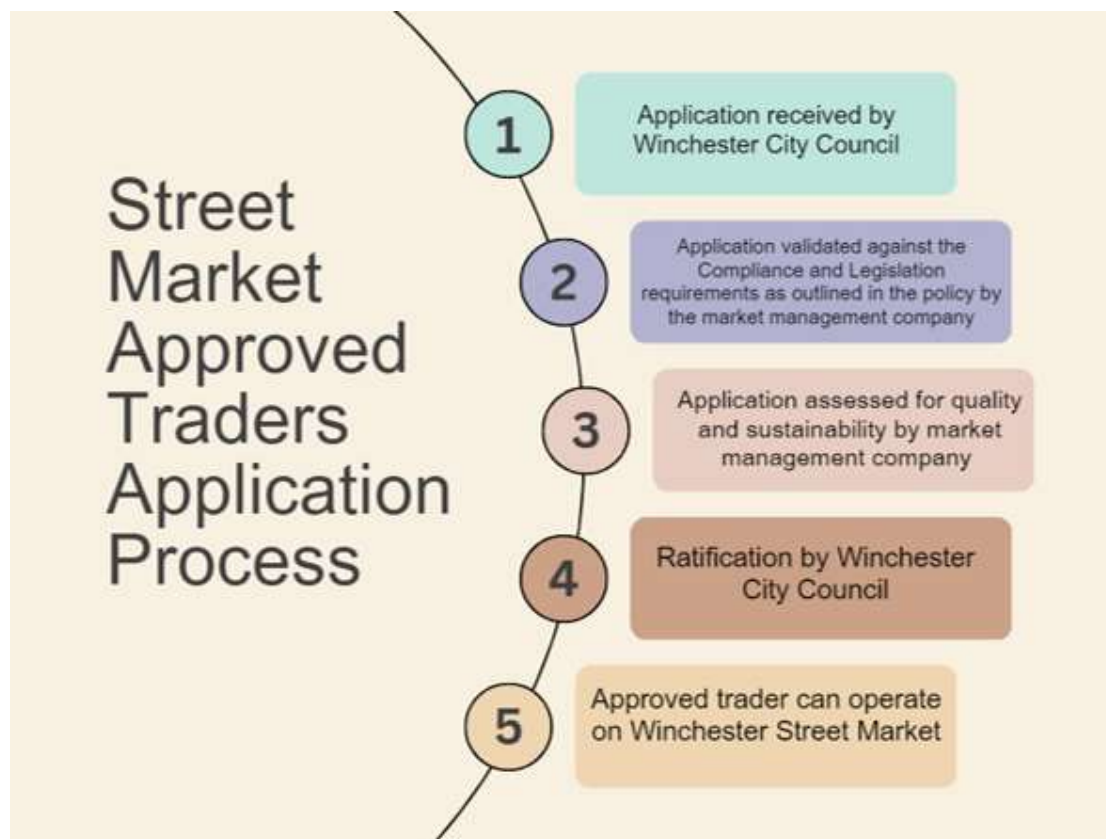 Street
Market
Approved
Traders
Application
Process
1
Application received by
Winchester City Council
2
Application validated against the
Compliance and Legislation
requirements as outlined in the policy by
the market management company
3
Application assessed for quality
and sustainability by market
management company
4
Ratification by Winchester
City Council
5
Approved trader can operate
on Winchester Street Market